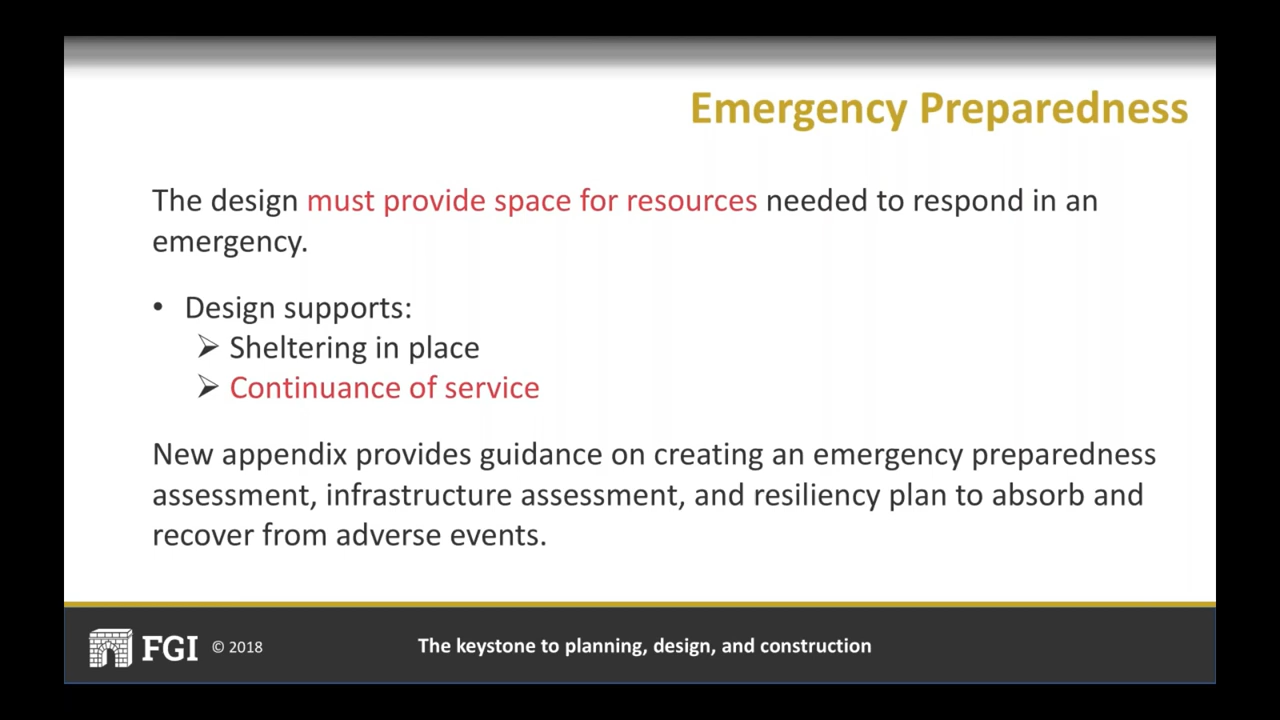 Emergency Preparedness
The design must provide space for resources needed to respond in an
emergency.
• Design supports:
➢ Sheltering in place
➢ Continuance of service
New appendix provides guidance on creating an emergency preparedness
assessment, infrastructure assessment, and resiliency plan to absorb and
recover from adverse events.
FGI © 2018
The keystone to planning, design, and construction